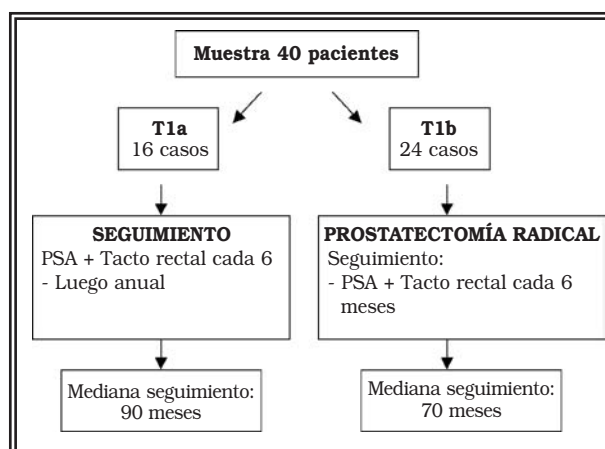 Muestra 40 pacientes
T1a
16 casos
T1b
24 casos
SEGUIMIENTO
PSA + Tacto rectal cada 6
- Luego anual
PROSTATECTOMÍA RADICAL
Seguimiento:
- PSA + Tacto rectal cada 6
meses
Mediana seguimiento:
90 meses
Mediana seguimiento:
70 meses